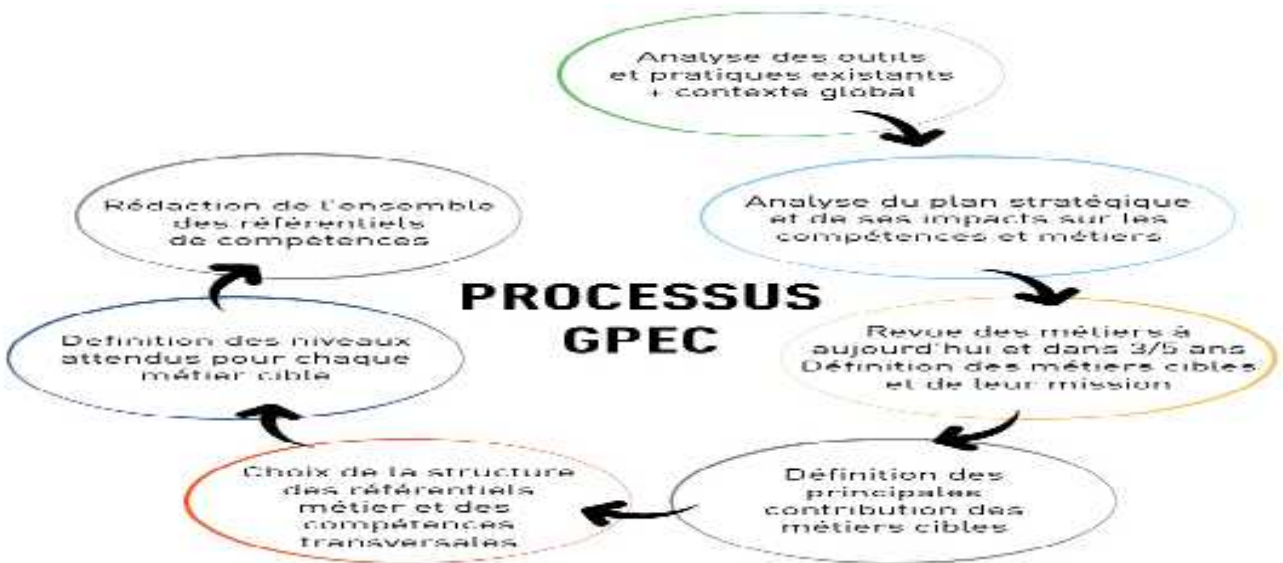 Analyse des outils
et pratiques existants
+ contexte global
Analyse du plan stratégique
et de ses impacts sur les
compétences et métiers
Revue des métiers à
aujourd'hui et dans 3/5 ans
Définition des métiers cibles
et de leur mission
Définition des
principales
contribution des
métiers cibles
Choix de la structure
des référentiels
métier et des
compétences
transversales
Definition des niveaux
attendus pour chaque
métier cible
Rédaction de l'ensemble
des référentiels
de compétences
PROCESSUS
GPEC